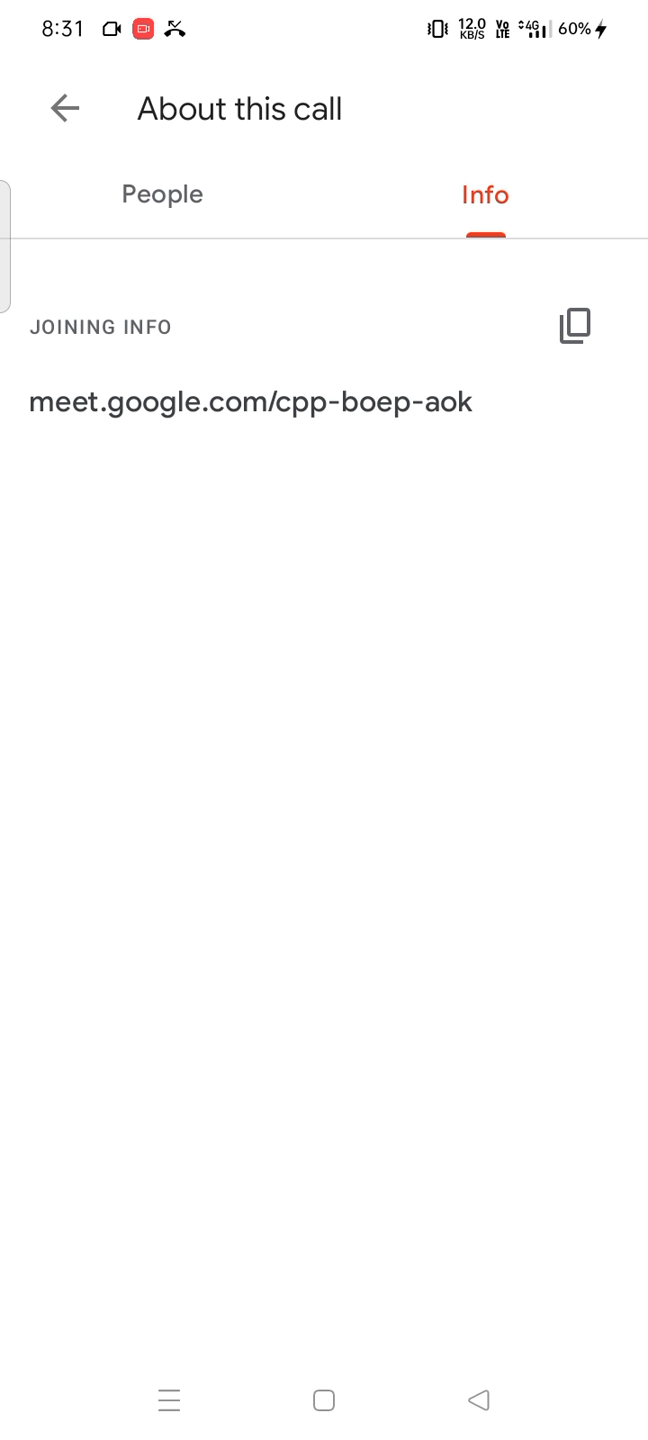 8:31 12.0 KB/S Vo LTE 4G 60%
About this call
People Info
JOINING INFO
meet.google.com/cpp-boep-aok